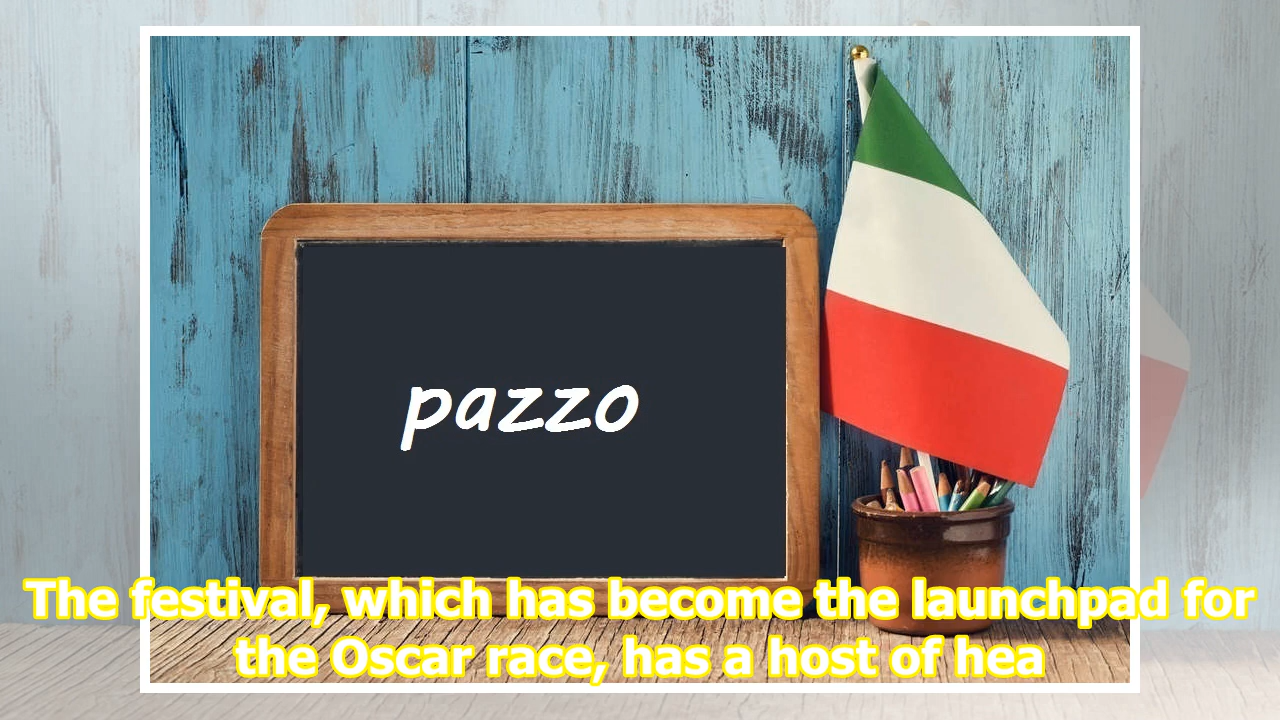 pazzo
The festival, which has become the launchpad for
the Oscar race, has a host of hea